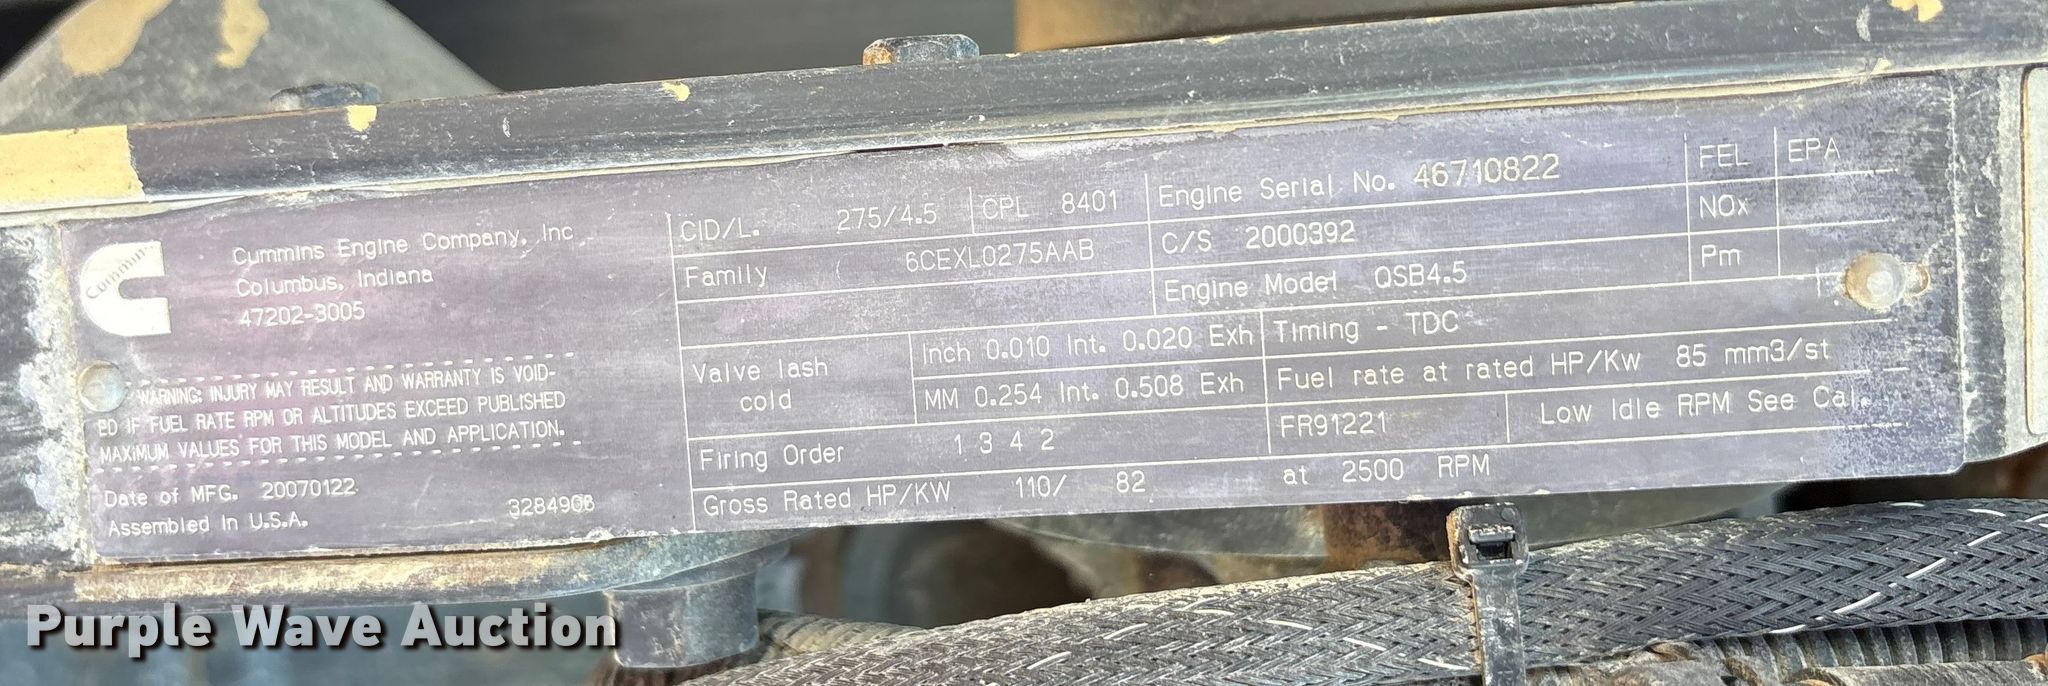 Cummins
Cummins Engine Company, Inc
Columbus, Indiana
47202-3005
WARNING: INJURY MAY RESULT AND WARRANTY IS VOID-
ED IF FUEL RATE RPM OR ALTITUDES EXCEED PUBLISHED
MAXIMUM VALUES FOR THIS MODEL AND APPLICATION.
Date of MFG. 20070122
Assembled in U.S.A. 3284906
CID/L. 275/4.5 CPL 8401 Engine Serial No. 46710822 FEL EPA
Family 6CEXL0275AAB C/S 2000392 NOx
Engine Model QSB4.5 Pm
Valve lash cold Inch 0.010 Int. 0.020 Exh Timing - TDC
MM 0.254 Int. 0.508 Exh Fuel rate at rated HP/Kw 85 mm3/st
Firing Order 1 3 4 2 FR91221 Low Idle RPM See Cal.
Gross Rated HP/KW 110/ 82 at 2500 RPM
Purple Wave Auction